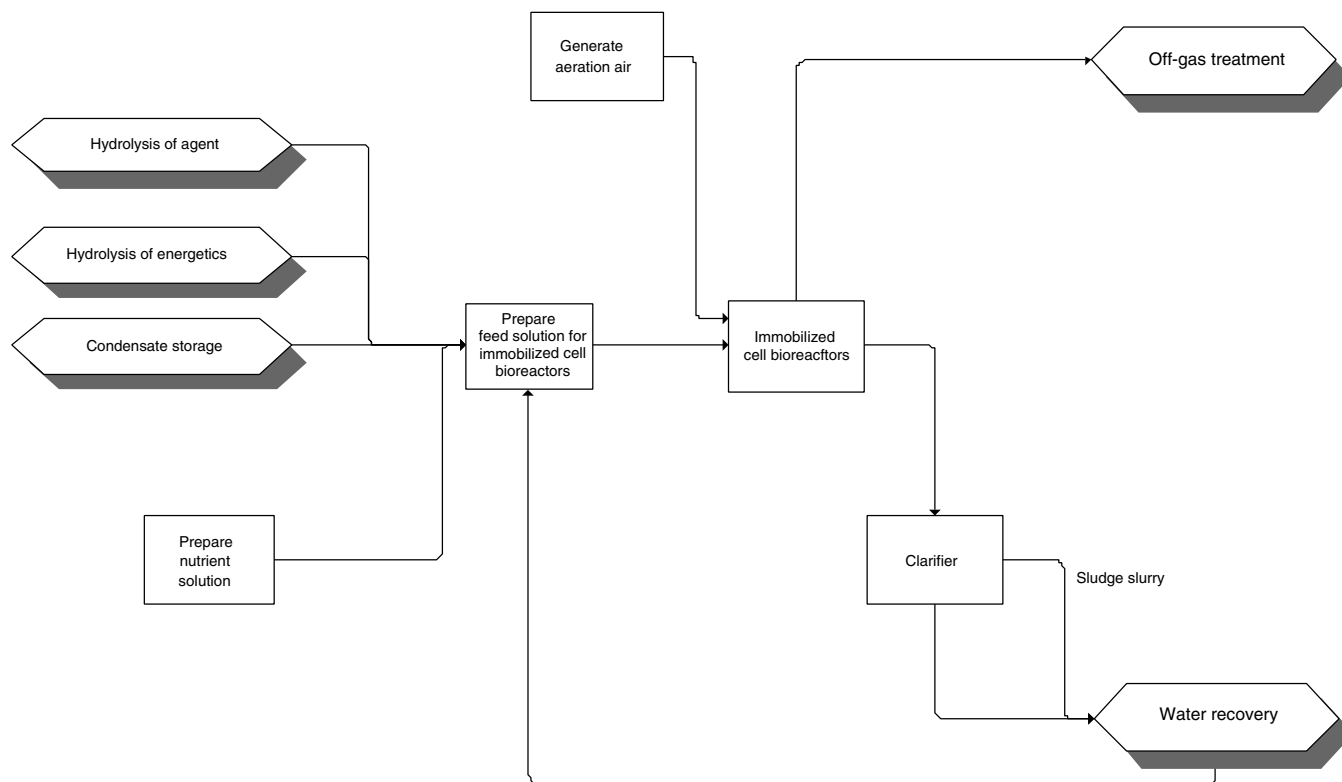 Generate
aeration air
Off-gas treatment
Hydrolysis of agent
Hydrolysis of energetics
Condensate storage
Prepare
feed solution for
immobilized cell
bioreactors
Immobilized
cell bioreacftors
Prepare
nutrient
solution
Clarifier
Sludge slurry
Water recovery